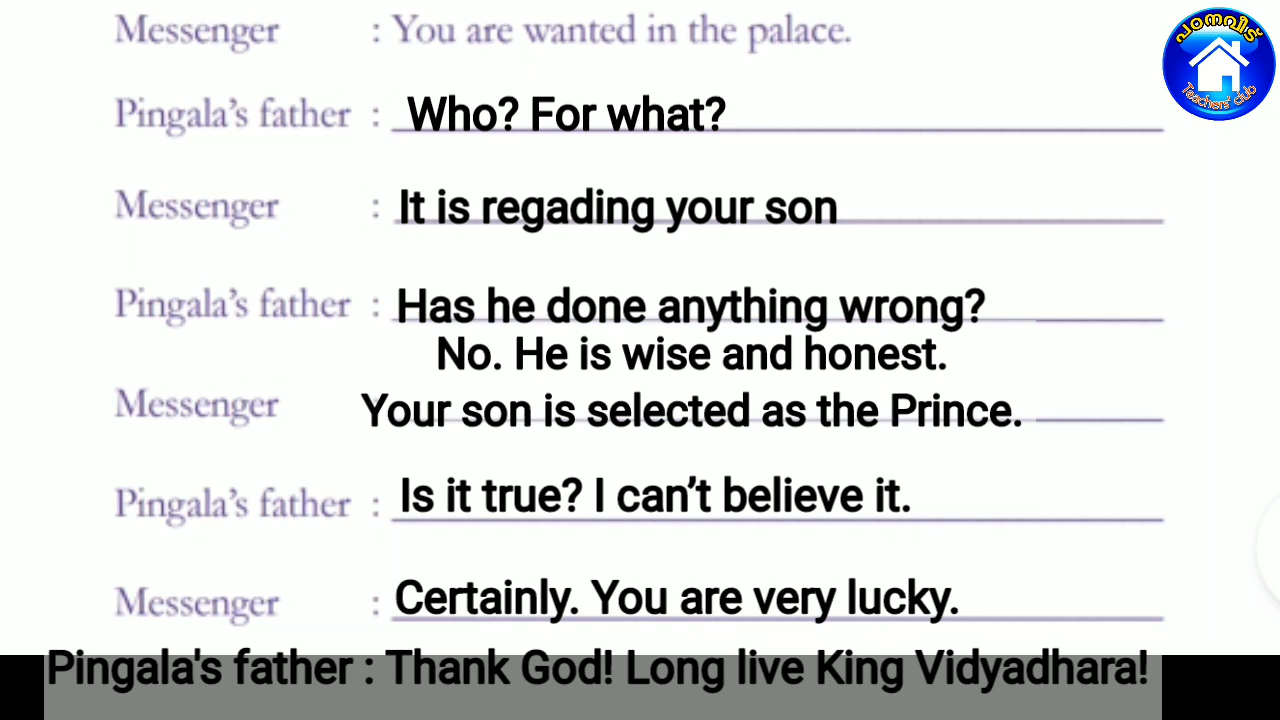 Messenger : You are wanted in the palace.
പഠനവീട്
Teachers' club
Pingala's father : Who? For what?
Messenger : It is regading your son
Pingala's father : Has he done anything wrong?
No. He is wise and honest.
Messenger Your son is selected as the Prince.
Pingala's father : Is it true? I can't believe it.
Messenger : Certainly. You are very lucky.
Pingala's father : Thank God! Long live King Vidyadhara!